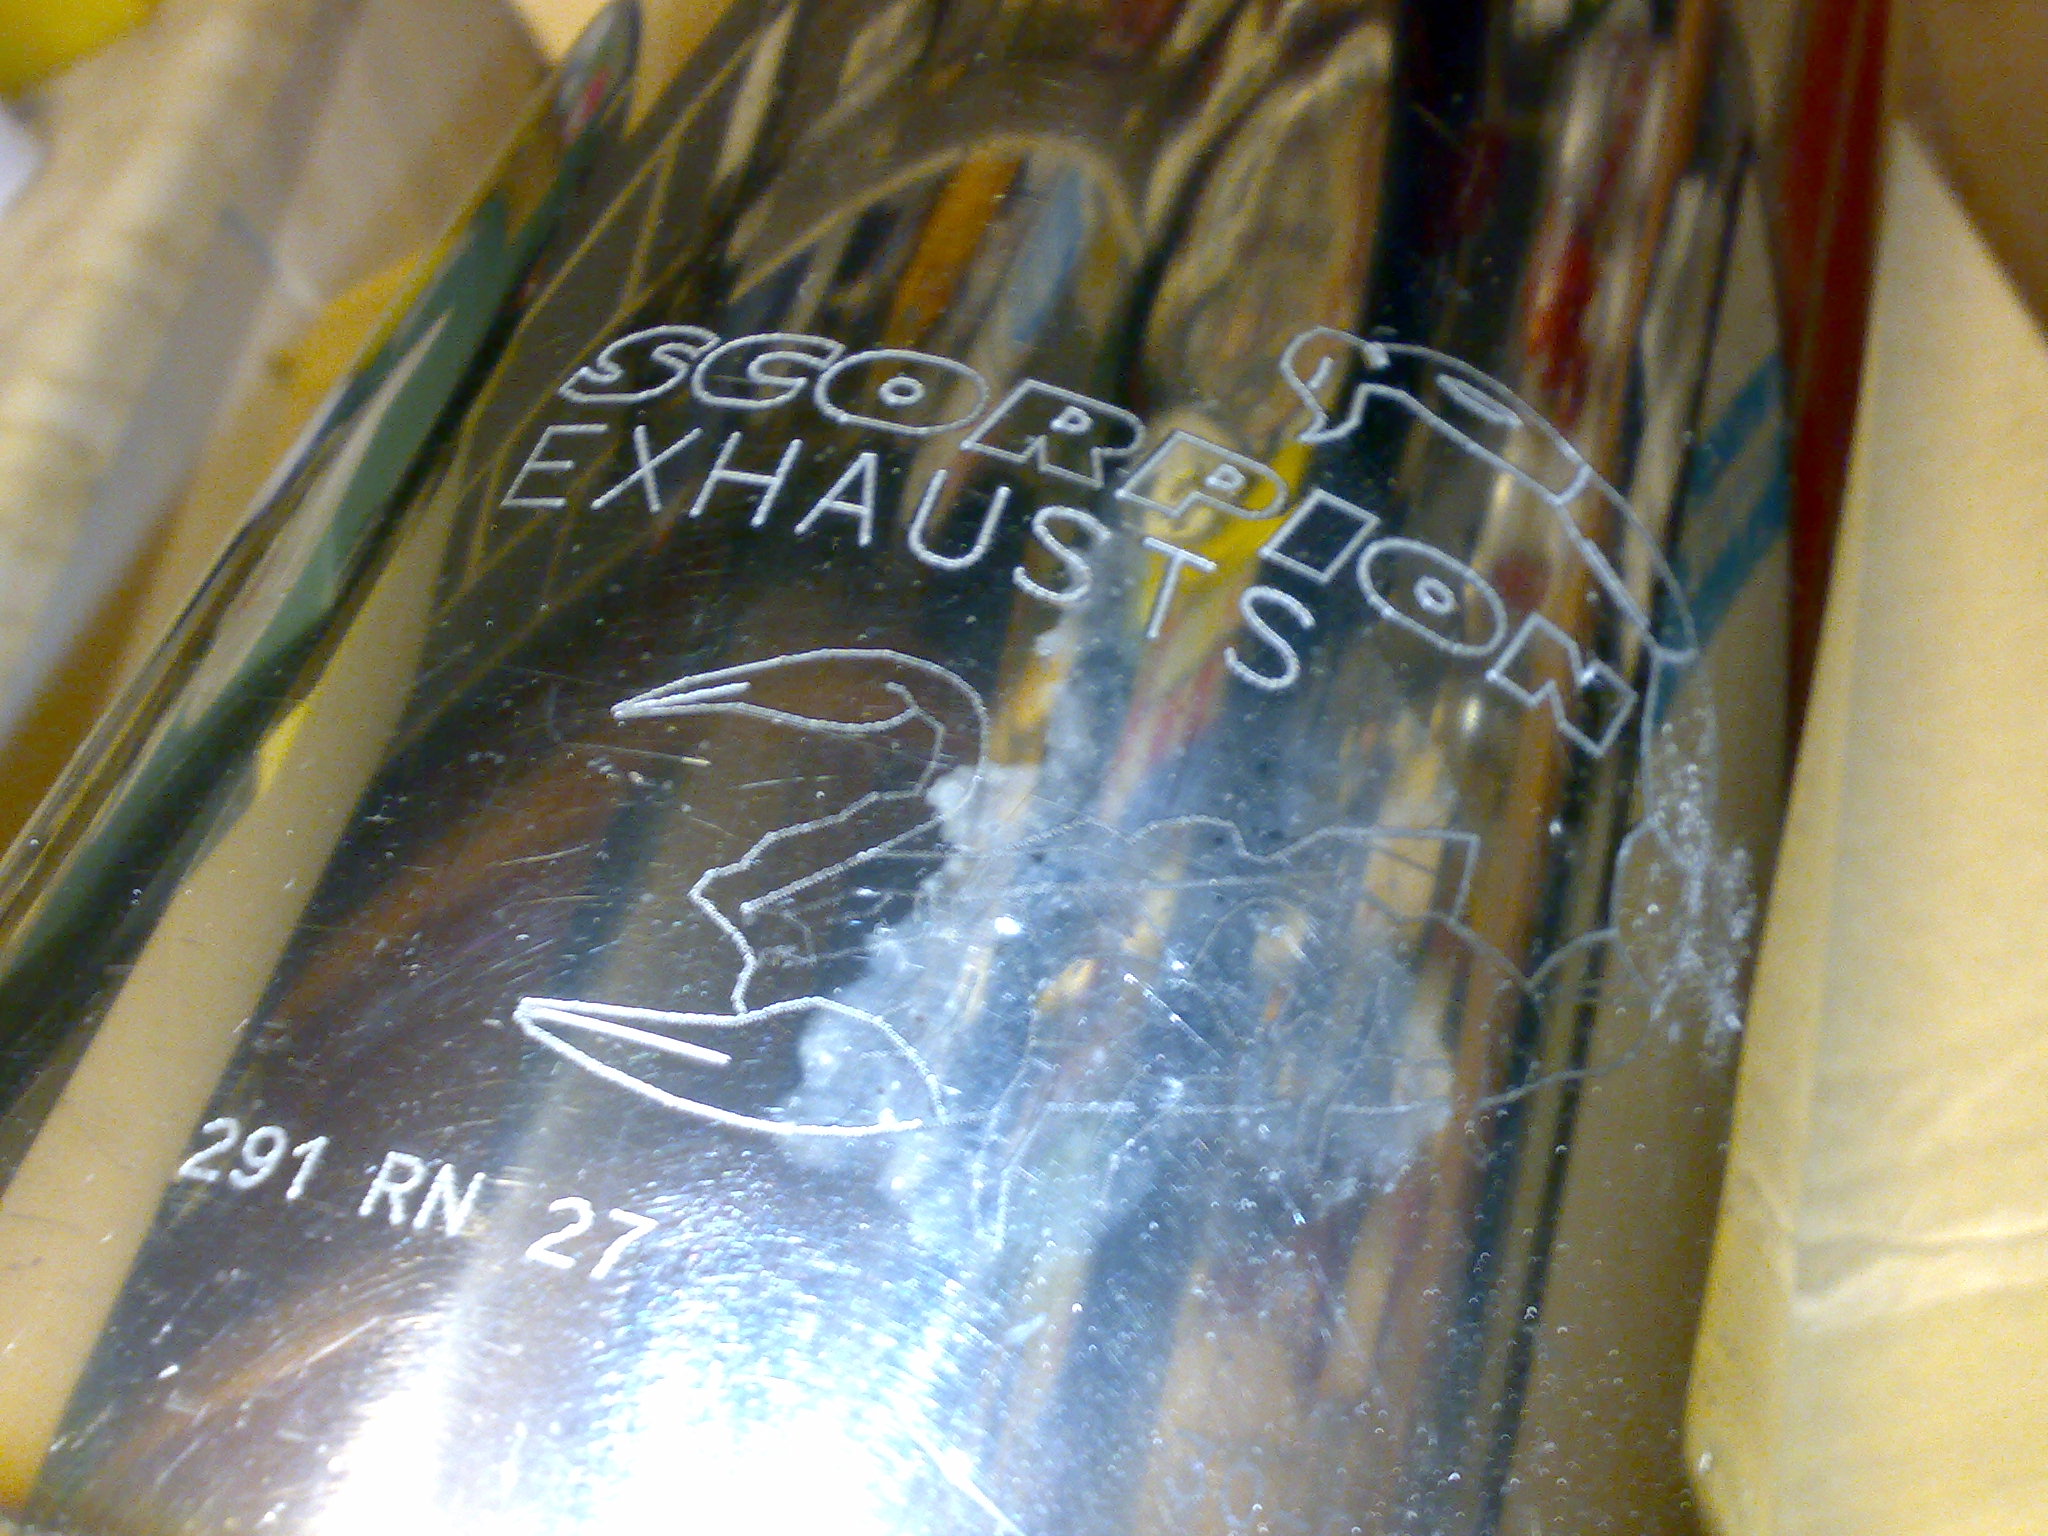 SCORPION
EXHAUSTS
291 RN 27